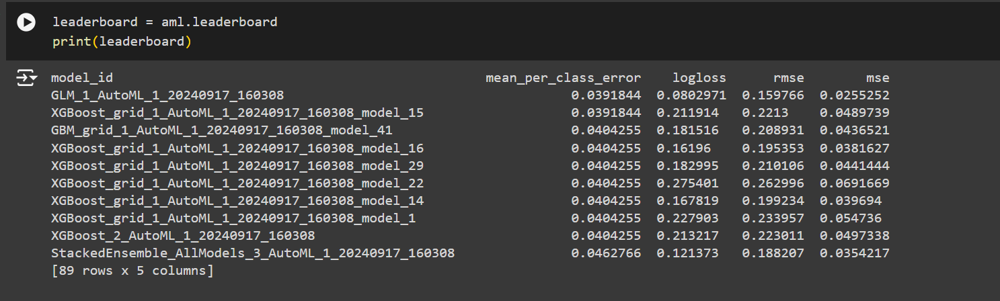 leaderboard = aml.leaderboard
print(leaderboard)
model_id mean_per_class_error logloss rmse mse
GLM_1_AutoML_1_20240917_160308 0.0391844 0.0802971 0.159766 0.0255252
XGBoost_grid_1_AutoML_1_20240917_160308_model_15 0.0391844 0.211914 0.2213 0.0489739
GBM_grid_1_AutoML_1_20240917_160308_model_41 0.0404255 0.181516 0.208931 0.0436521
XGBoost_grid_1_AutoML_1_20240917_160308_model_16 0.0404255 0.16196 0.195353 0.0381627
XGBoost_grid_1_AutoML_1_20240917_160308_model_29 0.0404255 0.182995 0.210106 0.0441444
XGBoost_grid_1_AutoML_1_20240917_160308_model_22 0.0404255 0.275401 0.262996 0.0691669
XGBoost_grid_1_AutoML_1_20240917_160308_model_14 0.0404255 0.167819 0.199234 0.039694
XGBoost_grid_1_AutoML_1_20240917_160308_model_1 0.0404255 0.227903 0.233957 0.054736
XGBoost_2_AutoML_1_20240917_160308 0.0404255 0.213217 0.223011 0.0497338
StackedEnsemble_AllModels_3_AutoML_1_20240917_160308 0.0462766 0.121373 0.188207 0.0354217
[89 rows x 5 columns]